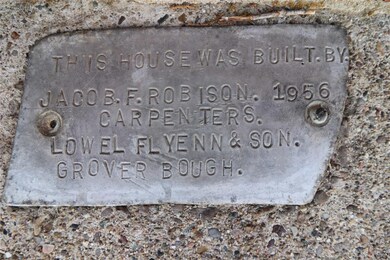 THIS HOUSE WAS BUILT. BY
JACOB. F. ROBISON. 1956
CARPENTERS.
LOWEL FLYENN & SON.
GROVER BOUGH.